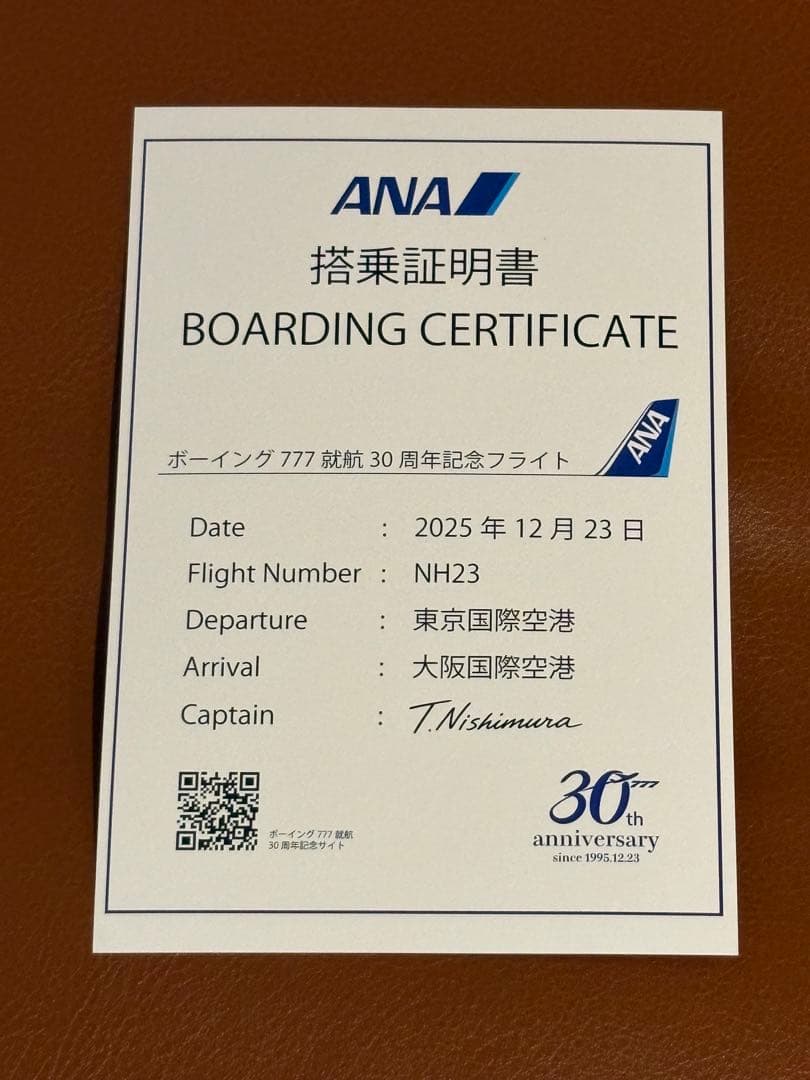 ANA
搭乗証明書
BOARDING CERTIFICATE
ボーイング 777 就航 30 周年記念フライト
ANA
Date : 2025 年 12 月 23 日
Flight Number : NH23
Departure : 東京国際空港
Arrival : 大阪国際空港
Captain : T.Nishimura
ボーイング 777 就航
30 周年記念サイト
30th 777
anniversary
since 1995.12.23